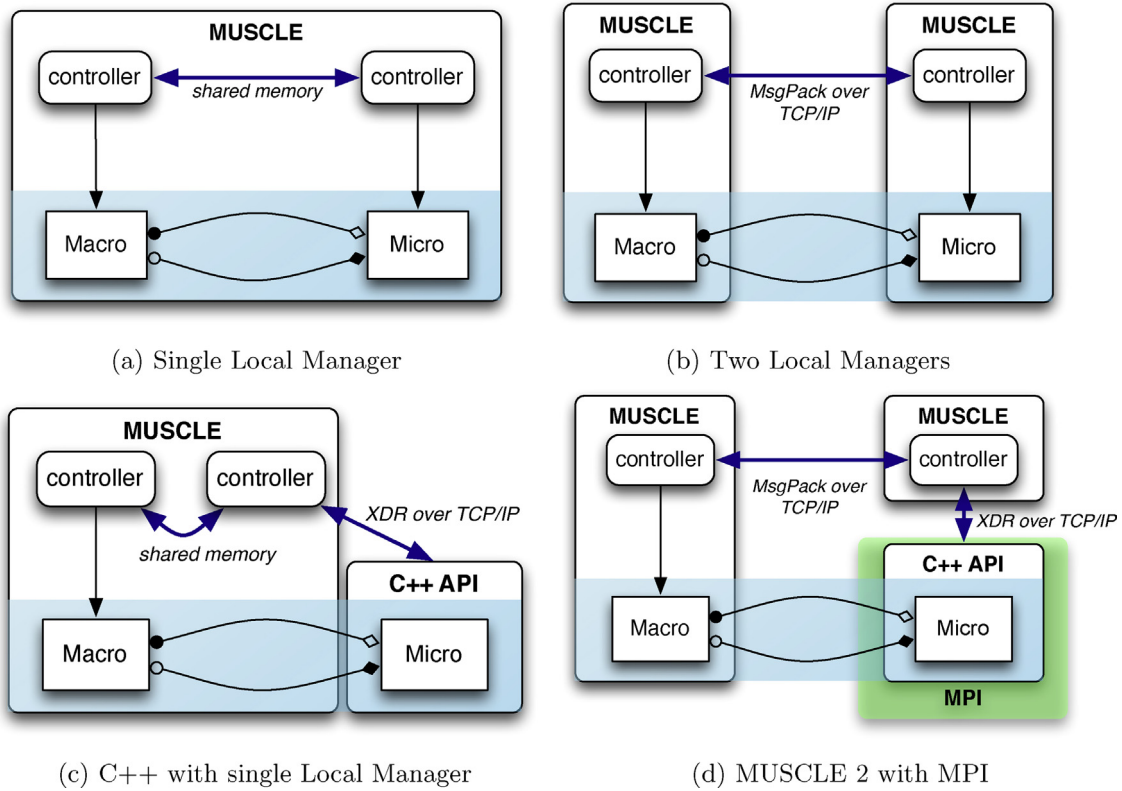 MUSCLE
controller
controller
shared memory
Macro
Micro
(a) Single Local Manager
MUSCLE
MUSCLE
controller
controller
MsgPack over
TCP/IP
Macro
Micro
(b) Two Local Managers
MUSCLE
controller
controller
XDR over TCP/IP
shared memory
C++ API
Macro
Micro
(c) C++ with single Local Manager
MUSCLE
MUSCLE
controller
controller
MsgPack over
TCP/IP
XDR over TCP/IP
C++ API
Macro
Micro
MPI
(d) MUSCLE 2 with MPI